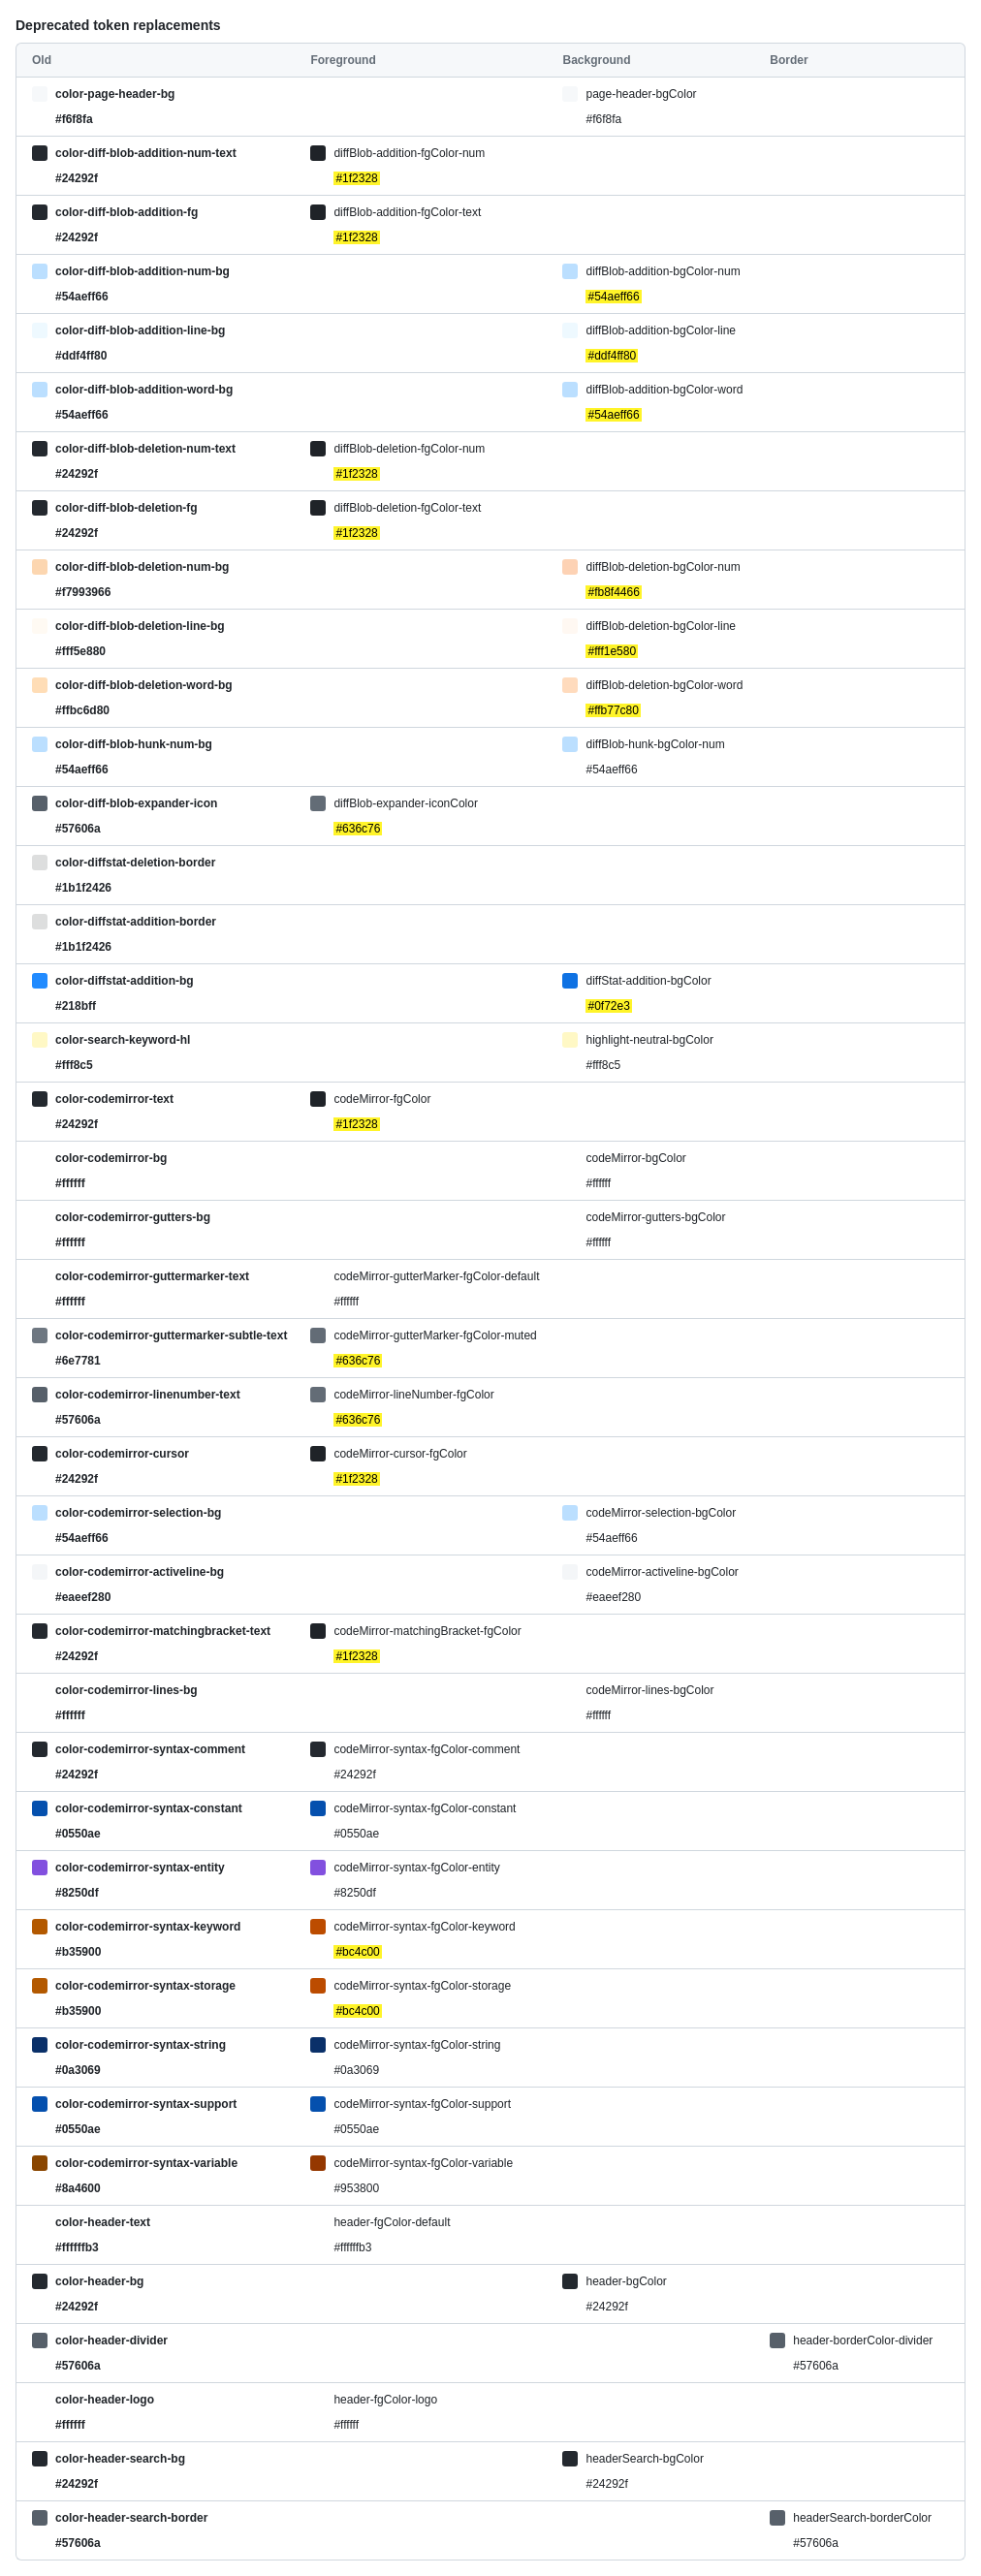 Deprecated token replacements
Old Foreground Background Border
color-page-header-bg page-header-bgColor
#f6f8fa #f6f8fa
color-diff-blob-addition-num-text diffBlob-addition-fgColor-num
#24292f #1f2328
color-diff-blob-addition-fg diffBlob-addition-fgColor-text
#24292f #1f2328
color-diff-blob-addition-num-bg diffBlob-addition-bgColor-num
#54aeff66 #54aeff66
color-diff-blob-addition-line-bg diffBlob-addition-bgColor-line
#ddf4ff80 #ddf4ff80
color-diff-blob-addition-word-bg diffBlob-addition-bgColor-word
#54aeff66 #54aeff66
color-diff-blob-deletion-num-text diffBlob-deletion-fgColor-num
#24292f #1f2328
color-diff-blob-deletion-fg diffBlob-deletion-fgColor-text
#24292f #1f2328
color-diff-blob-deletion-num-bg diffBlob-deletion-bgColor-num
#f7993966 #fb8f4466
color-diff-blob-deletion-line-bg diffBlob-deletion-bgColor-line
#fff5e880 #fff1e580
color-diff-blob-deletion-word-bg diffBlob-deletion-bgColor-word
#ffbc6d80 #ffb77c80
color-diff-blob-hunk-num-bg diffBlob-hunk-bgColor-num
#54aeff66 #54aeff66
color-diff-blob-expander-icon diffBlob-expander-iconColor
#57606a #636c76
color-diffstat-deletion-border
#1b1f2426
color-diffstat-addition-border
#1b1f2426
color-diffstat-addition-bg diffStat-addition-bgColor
#218bff #0f72e3
color-search-keyword-hl highlight-neutral-bgColor
#fff8c5 #fff8c5
color-codemirror-text codeMirror-fgColor
#24292f #1f2328
color-codemirror-bg codeMirror-bgColor
#ffffff #ffffff
color-codemirror-gutters-bg codeMirror-gutters-bgColor
#ffffff #ffffff
color-codemirror-guttermarker-text codeMirror-gutterMarker-fgColor-default
#ffffff #ffffff
color-codemirror-guttermarker-subtle-text codeMirror-gutterMarker-fgColor-muted
#6e7781 #636c76
color-codemirror-linenumber-text codeMirror-lineNumber-fgColor
#57606a #636c76
color-codemirror-cursor codeMirror-cursor-fgColor
#24292f #1f2328
color-codemirror-selection-bg codeMirror-selection-bgColor
#54aeff66 #54aeff66
color-codemirror-activeline-bg codeMirror-activeline-bgColor
#eaeef280 #eaeef280
color-codemirror-matchingbracket-text codeMirror-matchingBracket-fgColor
#24292f #1f2328
color-codemirror-lines-bg codeMirror-lines-bgColor
#ffffff #ffffff
color-codemirror-syntax-comment codeMirror-syntax-fgColor-comment
#24292f #24292f
color-codemirror-syntax-constant codeMirror-syntax-fgColor-constant
#0550ae #0550ae
color-codemirror-syntax-entity codeMirror-syntax-fgColor-entity
#8250df #8250df
color-codemirror-syntax-keyword codeMirror-syntax-fgColor-keyword
#b35900 #bc4c00
color-codemirror-syntax-storage codeMirror-syntax-fgColor-storage
#b35900 #bc4c00
color-codemirror-syntax-string codeMirror-syntax-fgColor-string
#0a3069 #0a3069
color-codemirror-syntax-support codeMirror-syntax-fgColor-support
#0550ae #0550ae
color-codemirror-syntax-variable codeMirror-syntax-fgColor-variable
#8a4600 #953800
color-header-text header-fgColor-default
#ffffffb3 #ffffffb3
color-header-bg header-bgColor
#24292f #24292f
color-header-divider header-borderColor-divider
#57606a #57606a
color-header-logo header-fgColor-logo
#ffffff #ffffff
color-header-search-bg headerSearch-bgColor
#24292f #24292f
color-header-search-border headerSearch-borderColor
#57606a #57606a